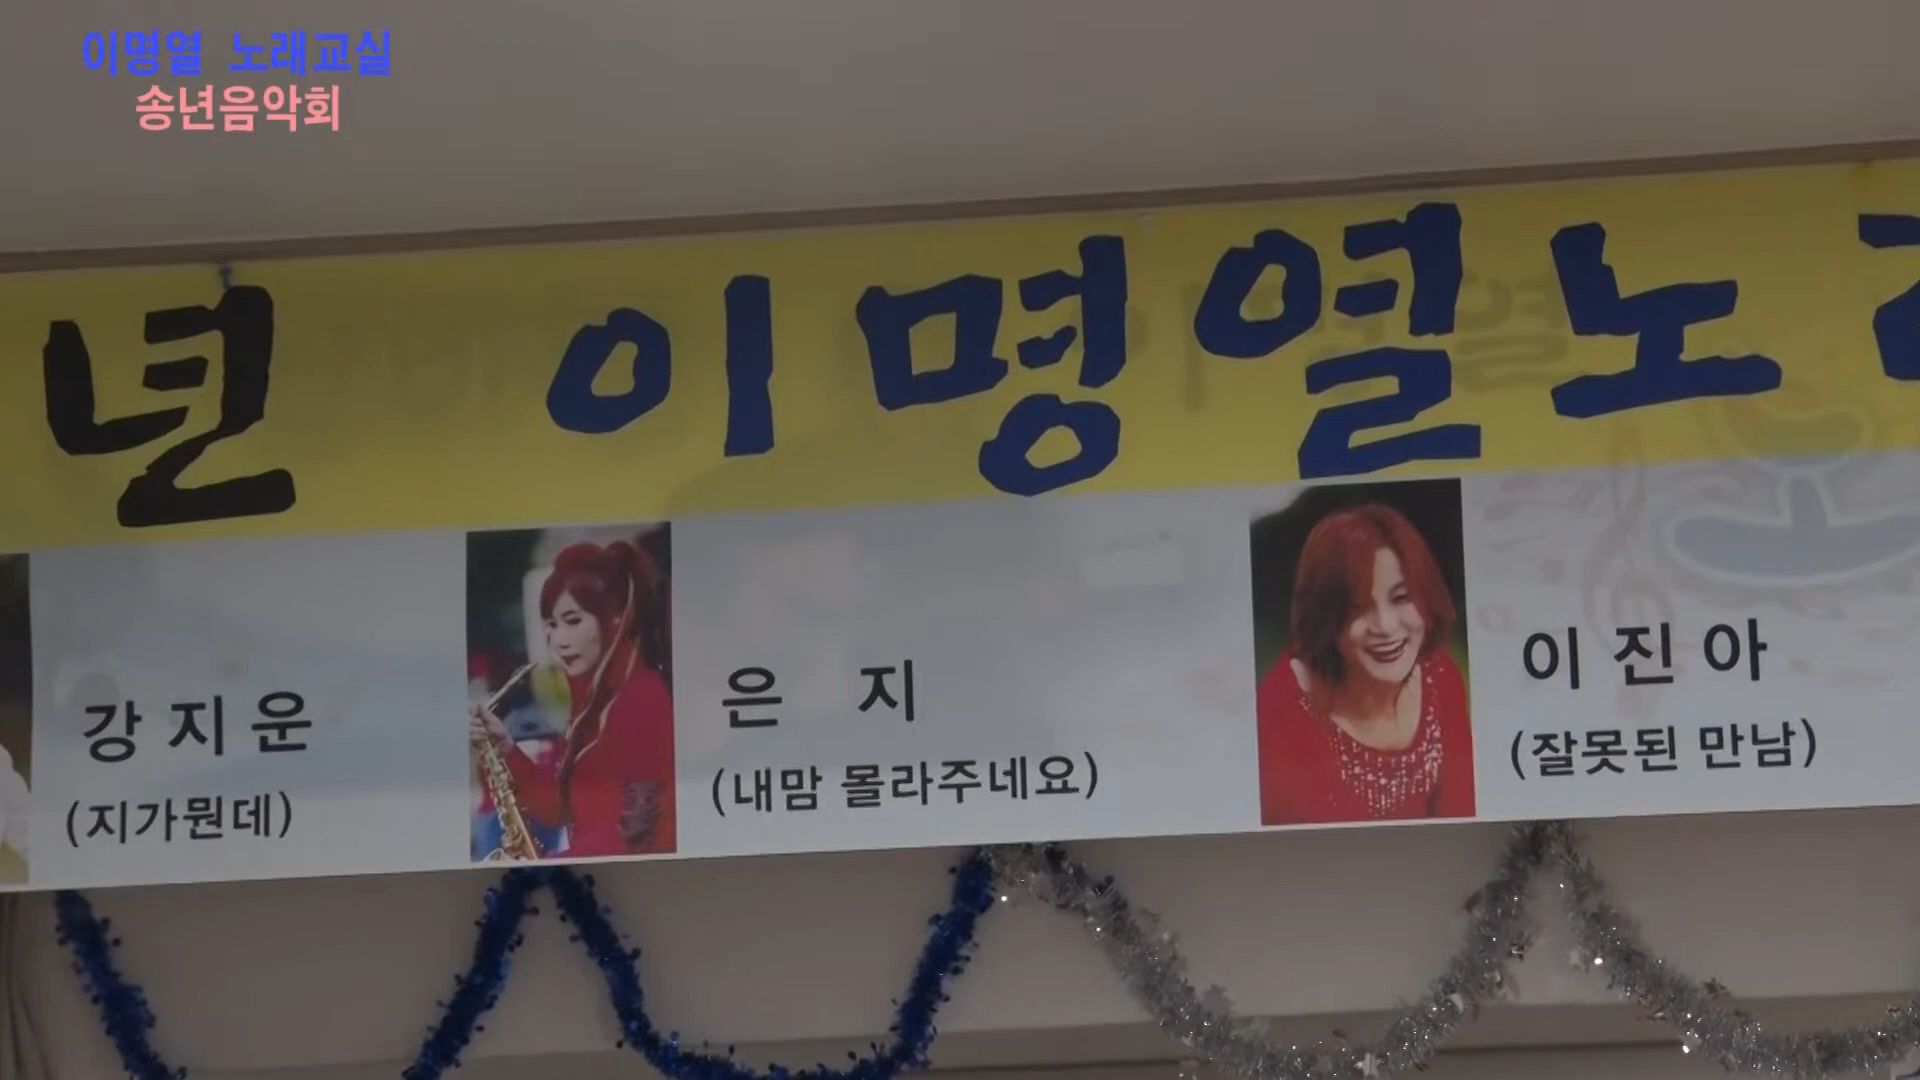 이명열 노래교실
송년음악회
년 이명열노
강지운
(지가뭔데)
은 지
(내맘 몰라주네요)
이진아
(잘못된 만남)